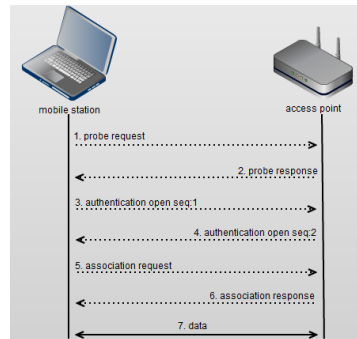 mobile station
access point
1. probe request
2. probe response
3. authentication open seq:1
4. authentication open seq:2
5. association request
6. association response
7. data